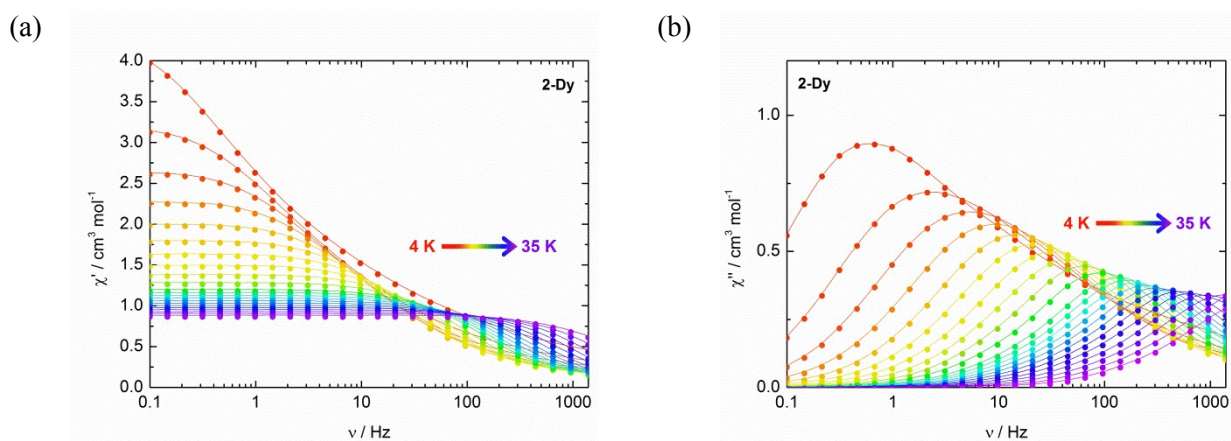 (a)
4.0
3.5
3.0
2.5
2.0
1.5
1.0
0.5
0.0
χ' / cm³ mol⁻¹
2-Dy
4 K
35 K
0.1
1
10
100
1000
ν / Hz
(b)
1.0
0.5
0.0
χ'' / cm³ mol⁻¹
2-Dy
4 K
35 K
0.1
1
10
100
1000
ν / Hz